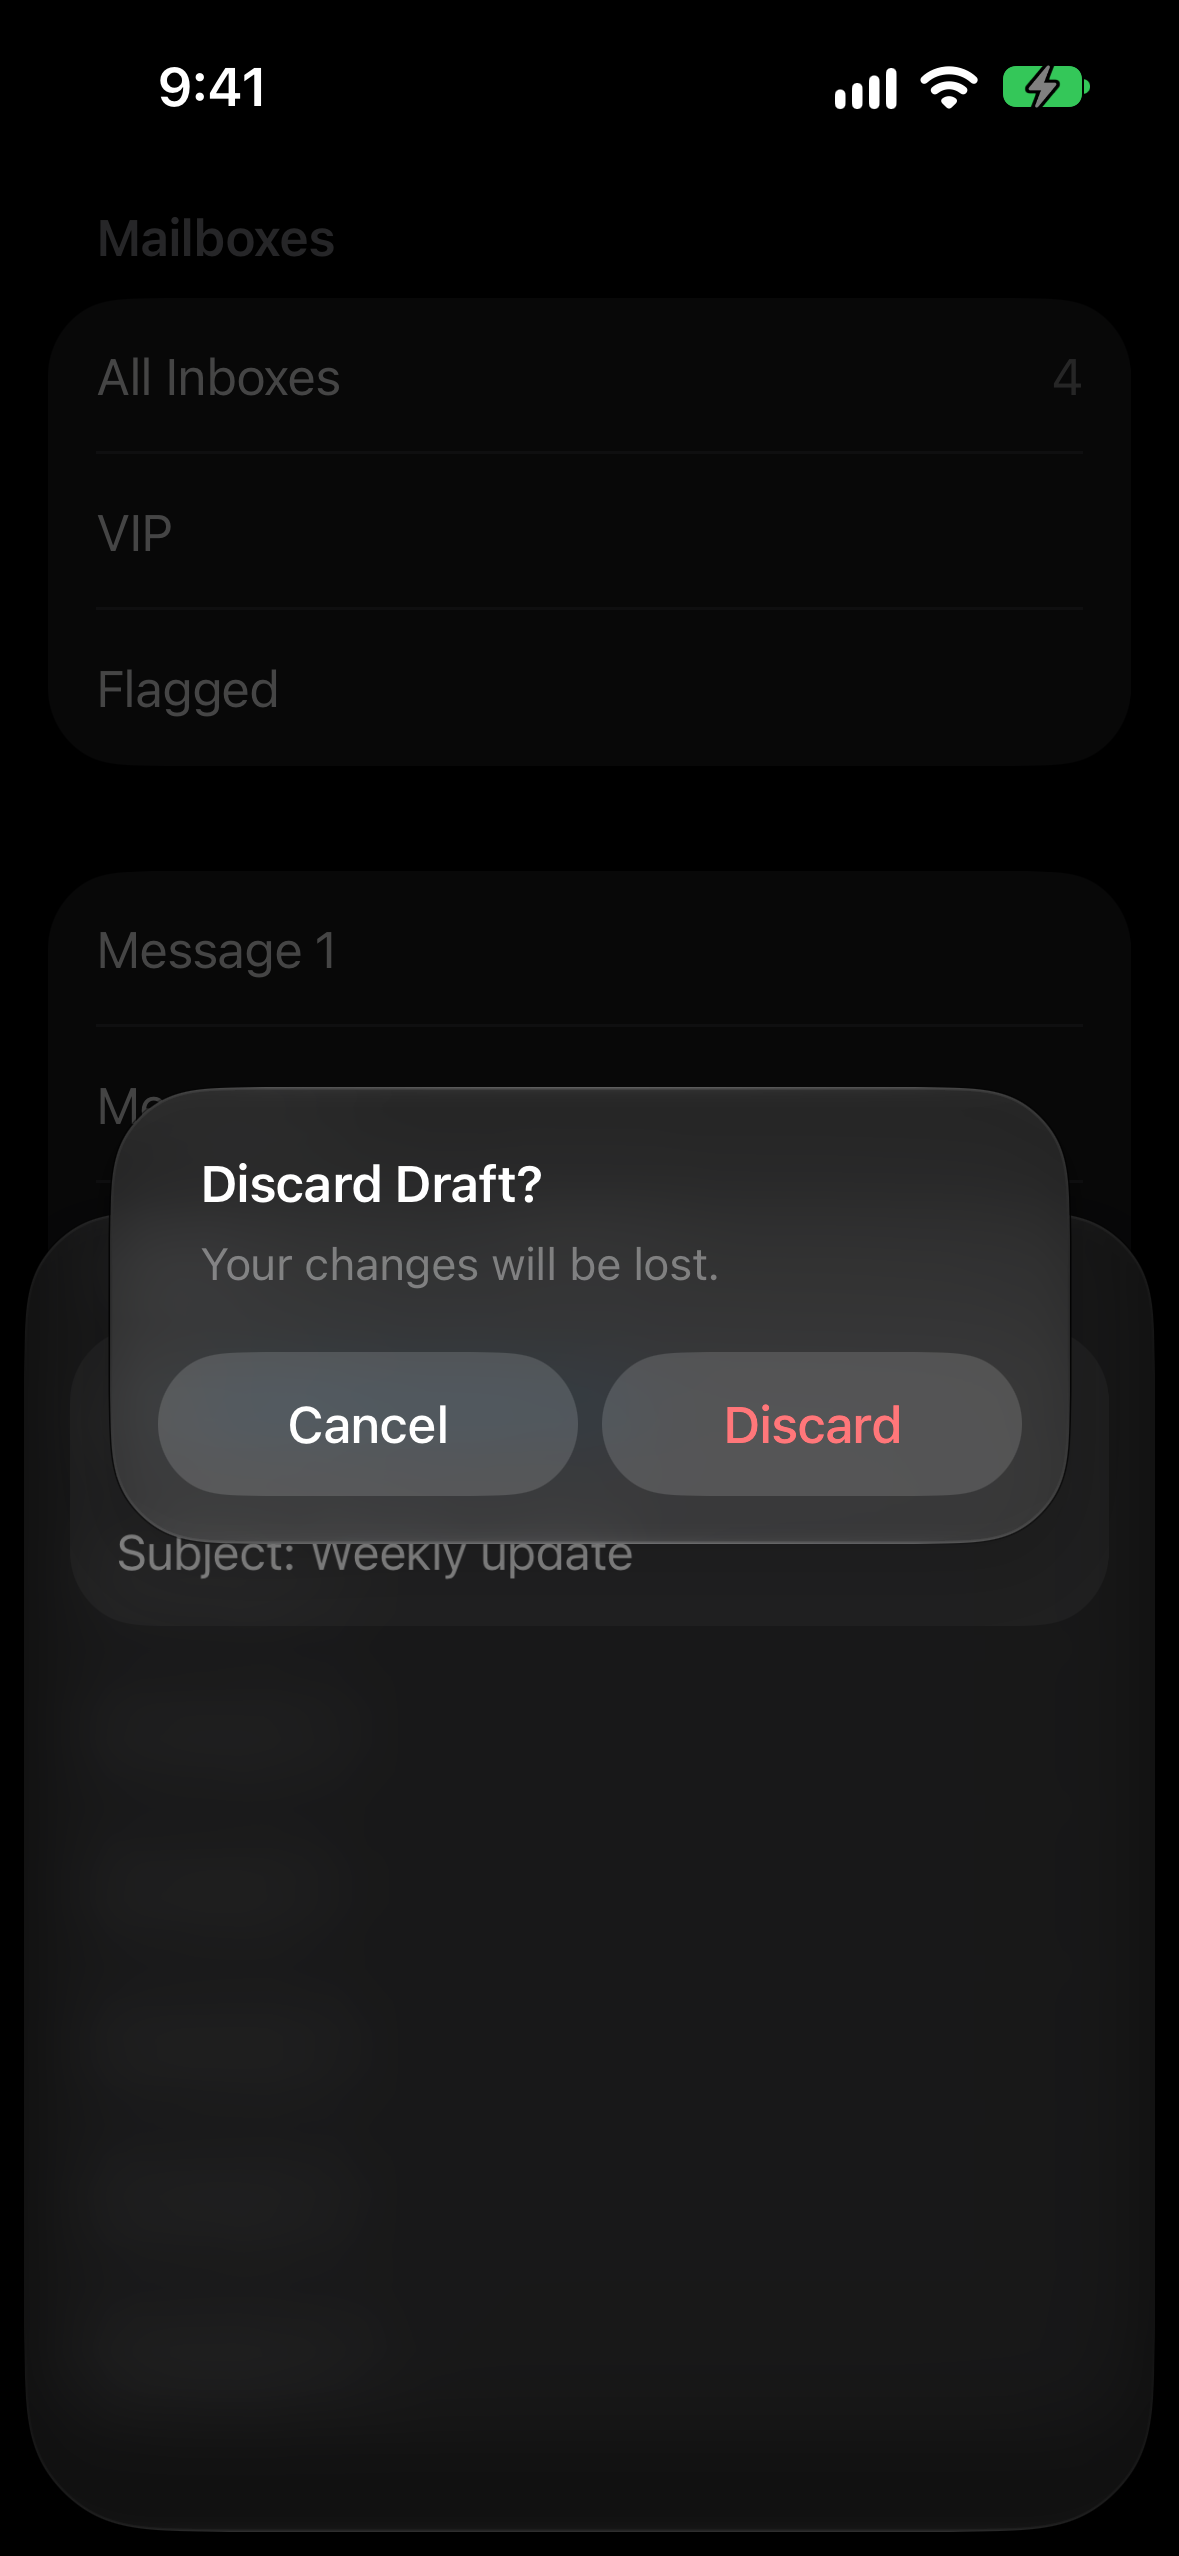 9:41
Mailboxes
All Inboxes 4
VIP
Flagged
Message 1
Discard Draft?
Your changes will be lost.
Cancel Discard
Subject: Weekly update